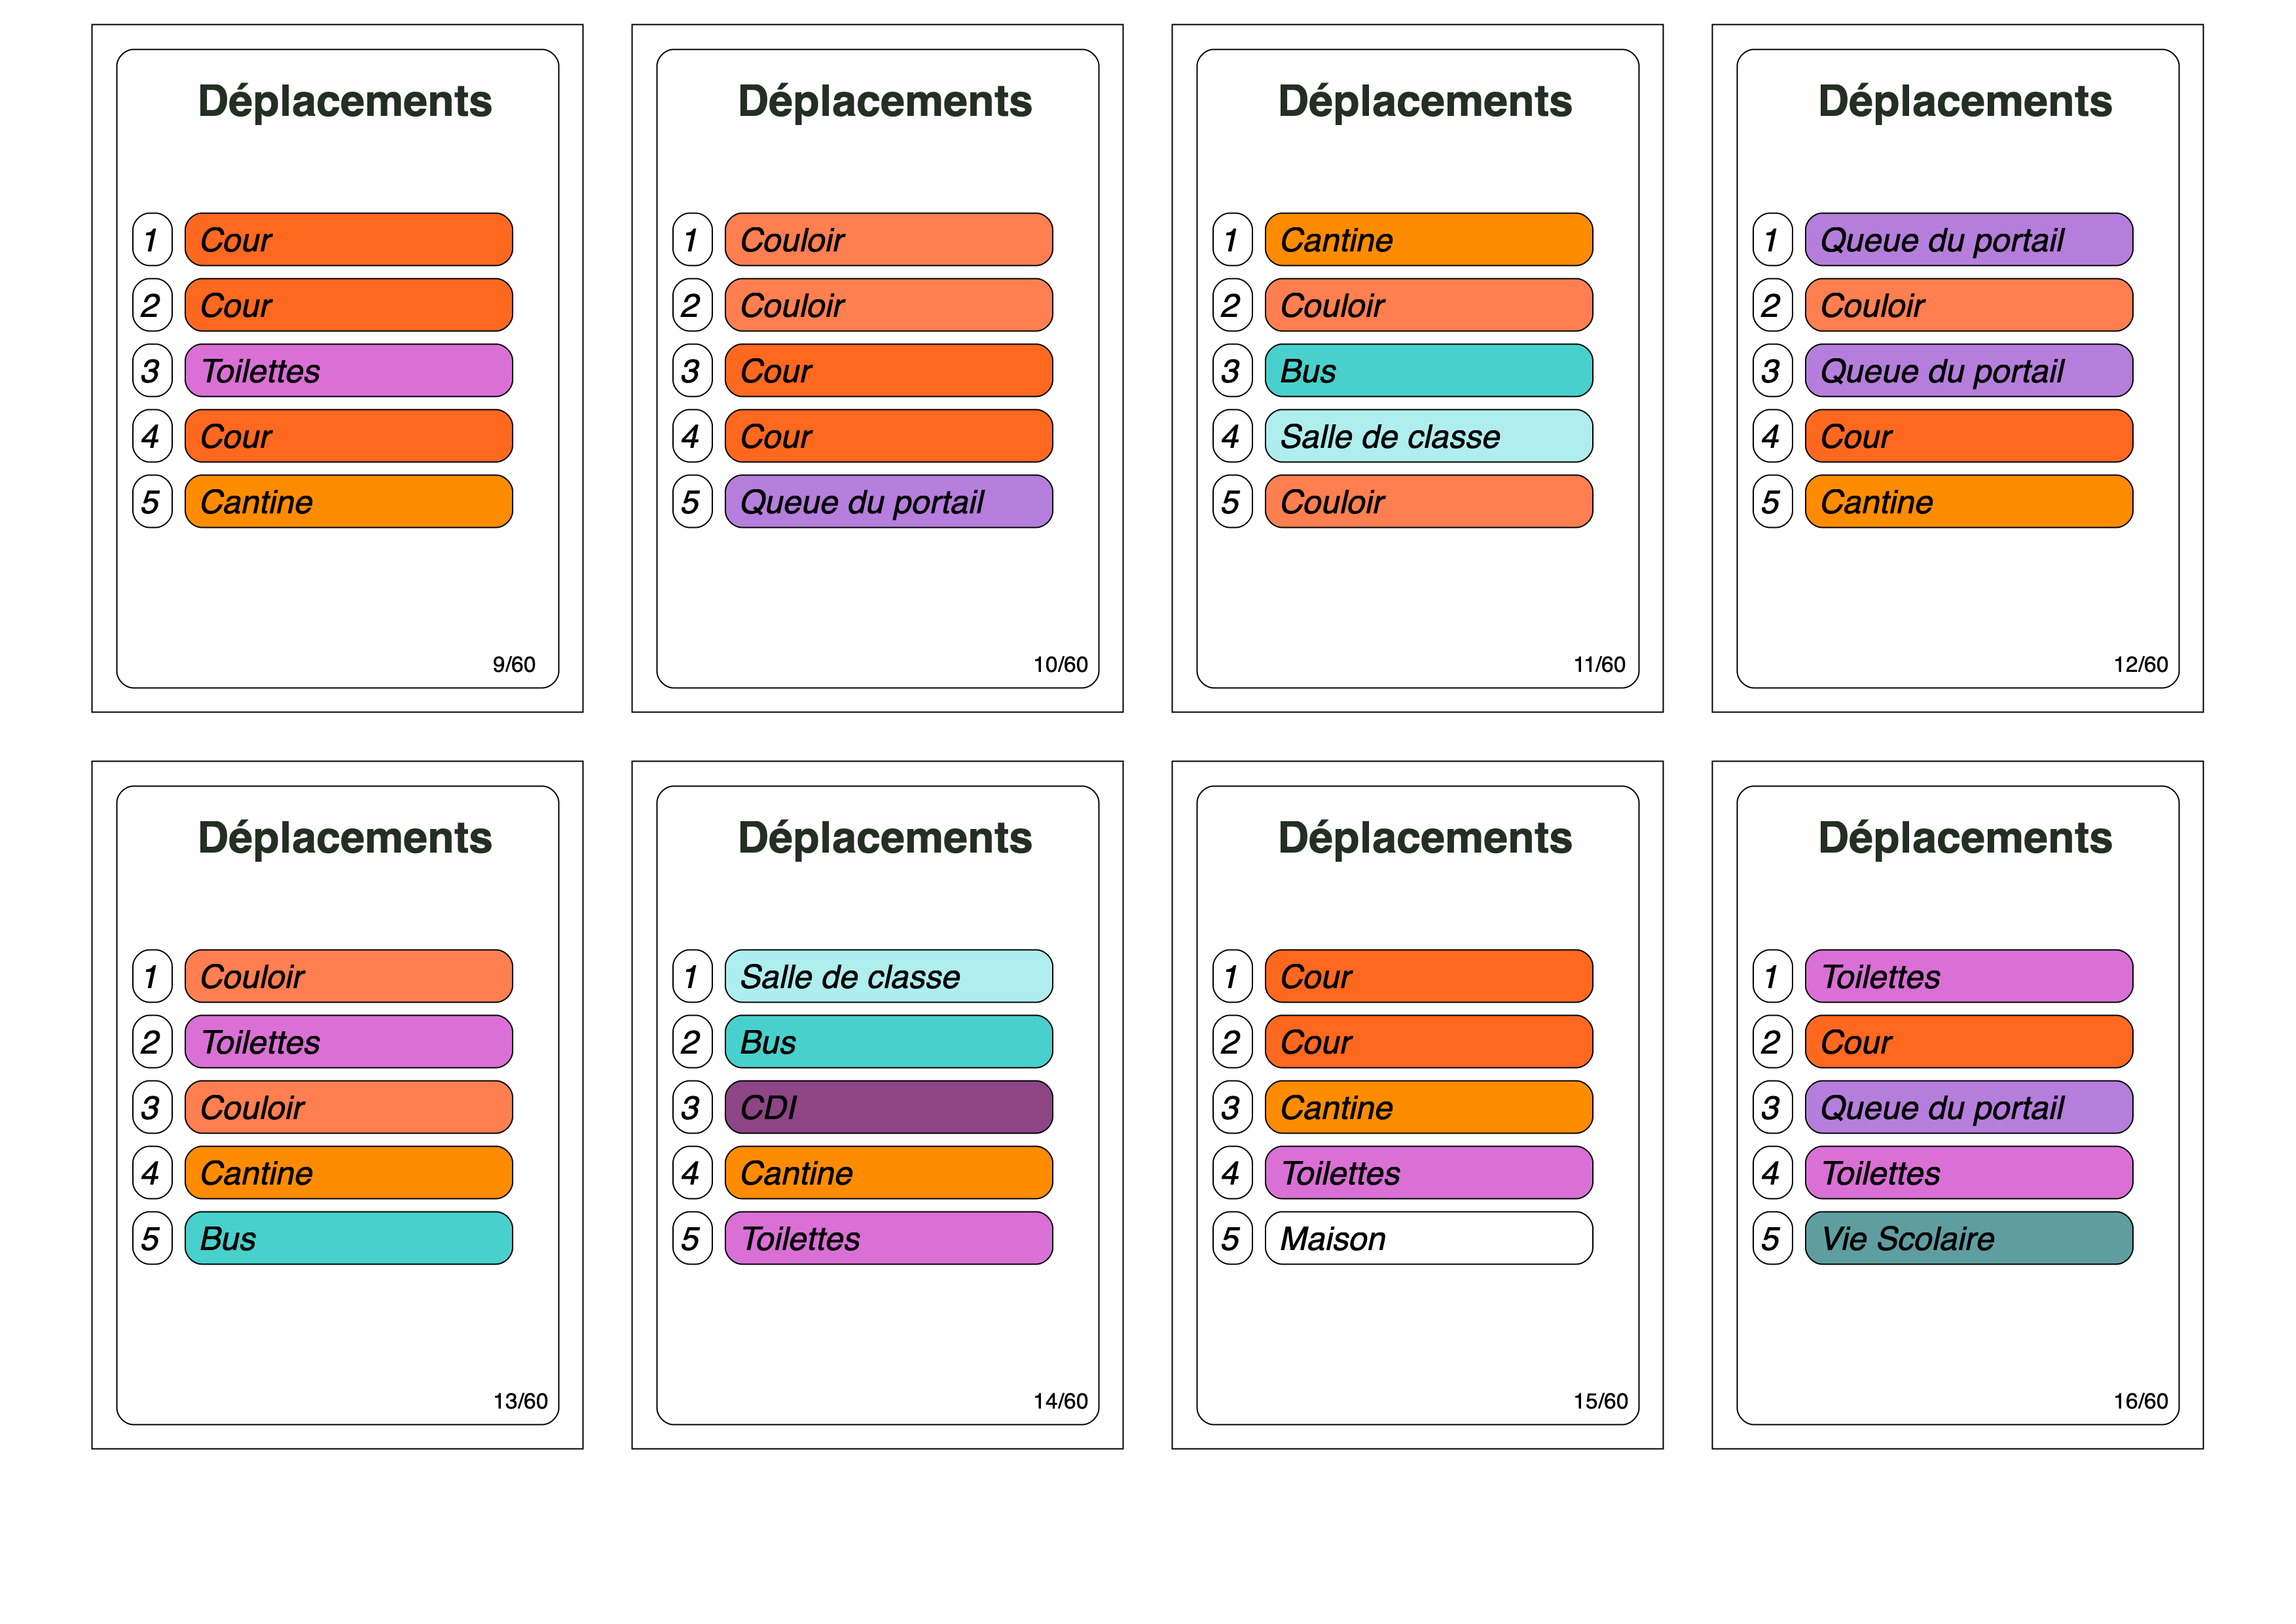 Déplacements
1 Cour
2 Cour
3 Toilettes
4 Cour
5 Cantine
9/60
Déplacements
1 Couloir
2 Couloir
3 Cour
4 Cour
5 Queue du portail
10/60
Déplacements
1 Cantine
2 Couloir
3 Bus
4 Salle de classe
5 Couloir
11/60
Déplacements
1 Queue du portail
2 Couloir
3 Queue du portail
4 Cour
5 Cantine
12/60
Déplacements
1 Couloir
2 Toilettes
3 Couloir
4 Cantine
5 Bus
13/60
Déplacements
1 Salle de classe
2 Bus
3 CDI
4 Cantine
5 Toilettes
14/60
Déplacements
1 Cour
2 Cour
3 Cantine
4 Toilettes
5 Maison
15/60
Déplacements
1 Toilettes
2 Cour
3 Queue du portail
4 Toilettes
5 Vie Scolaire
16/60